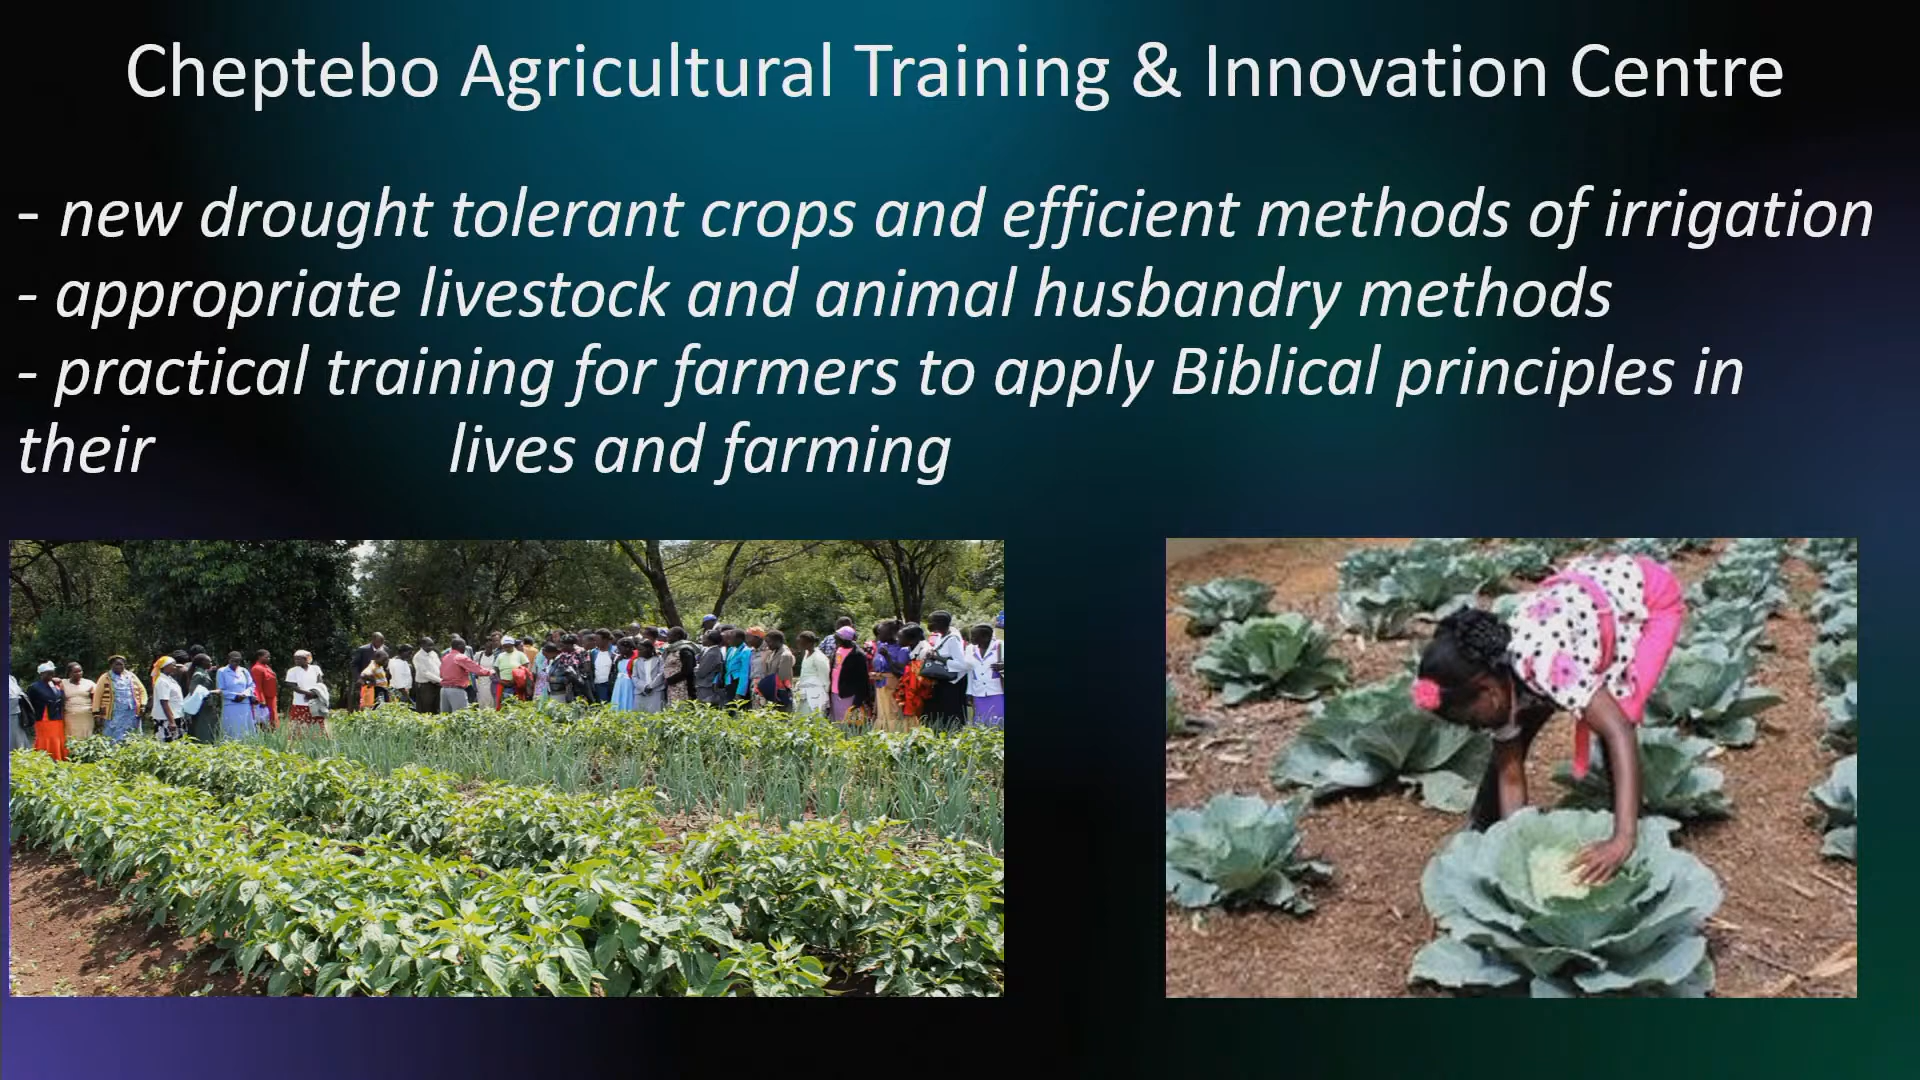 Cheptebo Agricultural Training & Innovation Centre
- new drought tolerant crops and efficient methods of irrigation
- appropriate livestock and animal husbandry methods
- practical training for farmers to apply Biblical principles in
their lives and farming